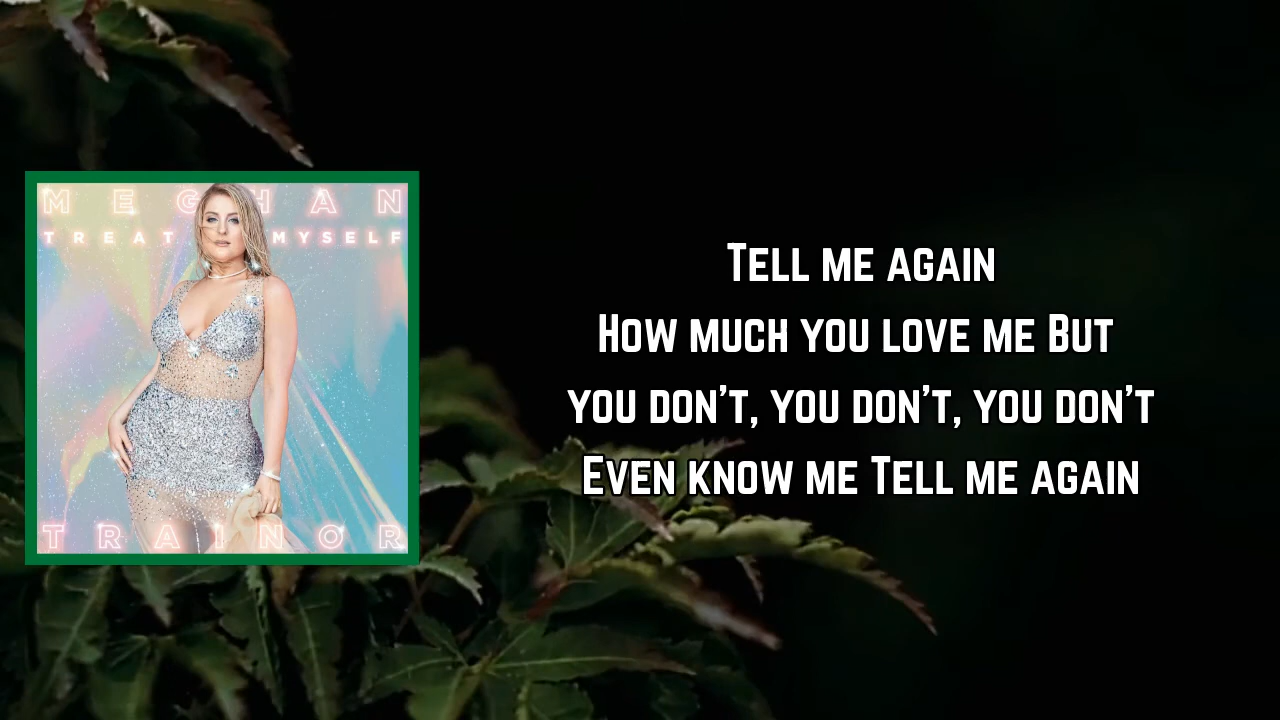 MEGHAN
TREAT MYSELF
TRAINOR
Tell me again
How much you love me But
you don't, you don't, you don't
Even know me Tell me again